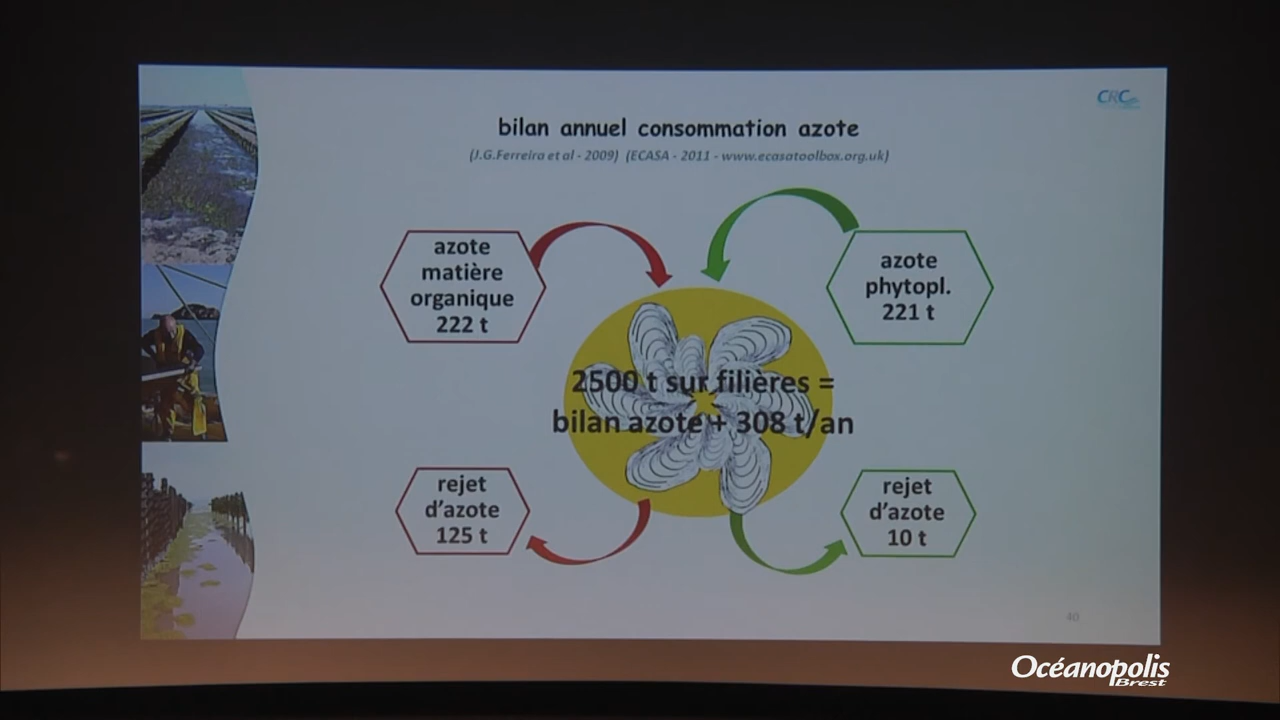 CRC
bilan annuel consommation azote
(J.G.Ferreira et al - 2009) (ECASA - 2011 - www.ecasatoolbox.org.uk)
azote
matière
organique
222 t
azote
phytopl.
221 t
2500 t sur filières =
bilan azote + 308 t/an
rejet
d'azote
125 t
rejet
d'azote
10 t
40
Océanopolis
Brest